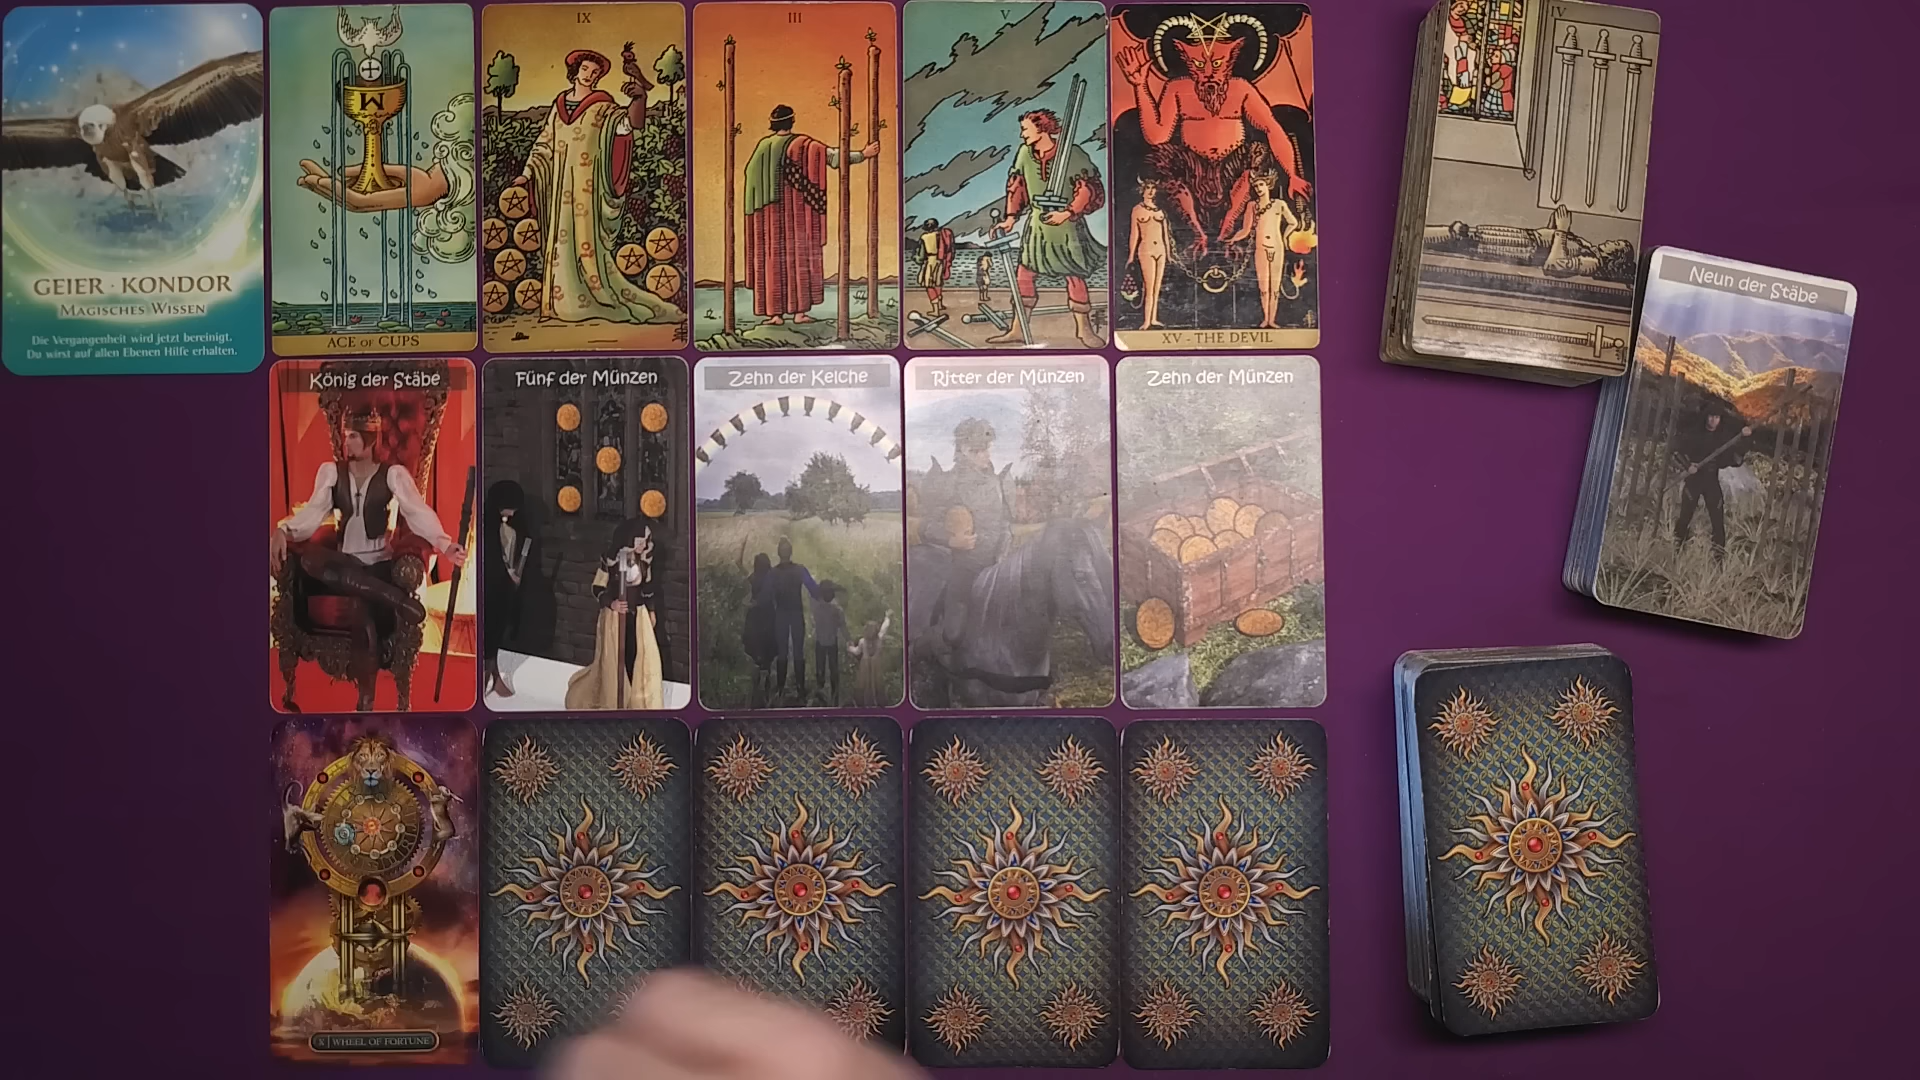 GEIER · KONDOR
MAGISCHES WISSEN
Die Vergangenheit wird jetzt bereinigt.
Du wirst auf allen Ebenen Hilfe erhalten.
ACE OF CUPS
IX
III
V
XV - THE DEVIL
IV
Neun der Stäbe
König der Stäbe
Fünf der Münzen
Zehn der Kelche
Ritter der Münzen
Zehn der Münzen
X WHEEL OF FORTUNE